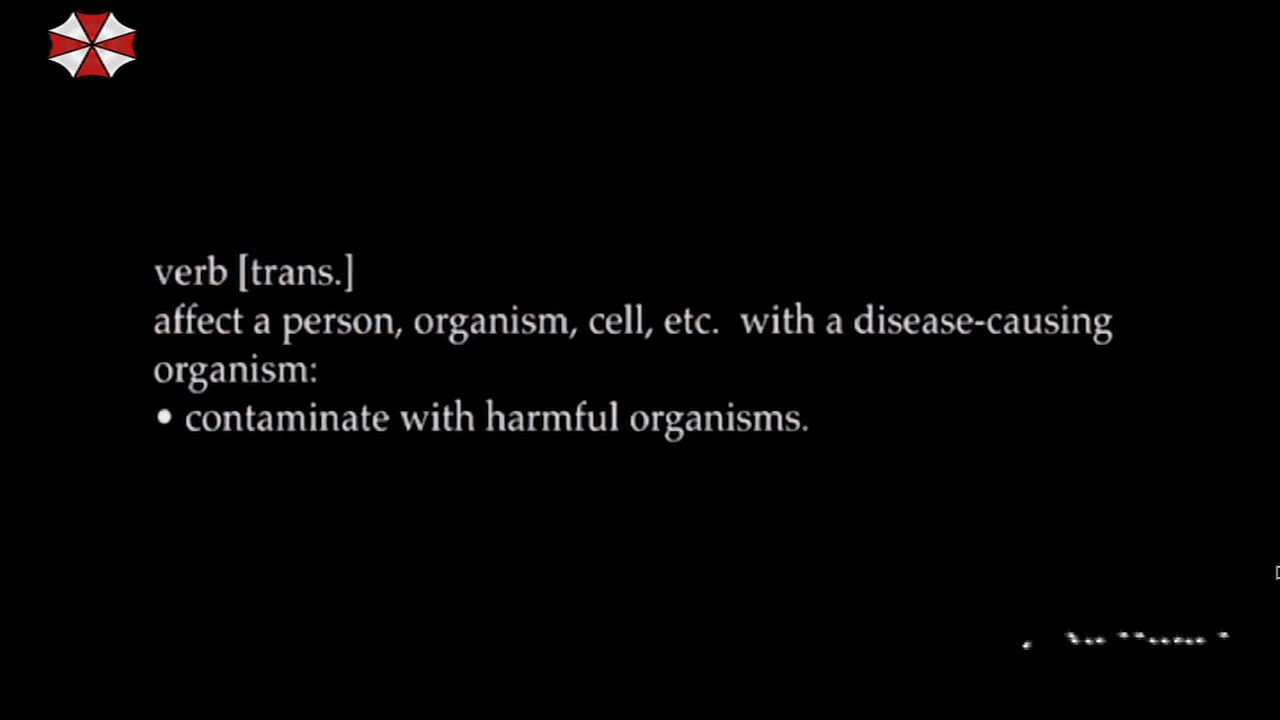 verb [trans.]
affect a person, organism, cell, etc.  with a disease-causing
organism:
• contaminate with harmful organisms.